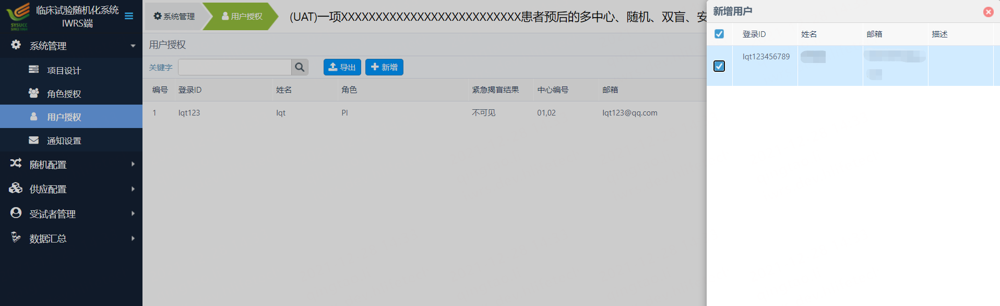 临床试验随机化系统
IWRS端
SYSUCC
SINCE 1964
系统管理
项目设计
角色授权
用户授权
通知设置
随机配置
供应配置
受试者管理
数据汇总
系统管理 用户授权 (UAT)一项XXXXXXXXXXXXXXXXXXXXXXXXXX患者预后的多中心、随机、双盲、安
用户授权
关键字 导出 新增
编号 登录ID 姓名 角色 紧急揭盲结果 中心编号 邮箱
1 lqt123 lqt PI 不可见 01,02 lqt123@qq.com
新增用户
登录ID 姓名 邮箱 描述
lqt123456789